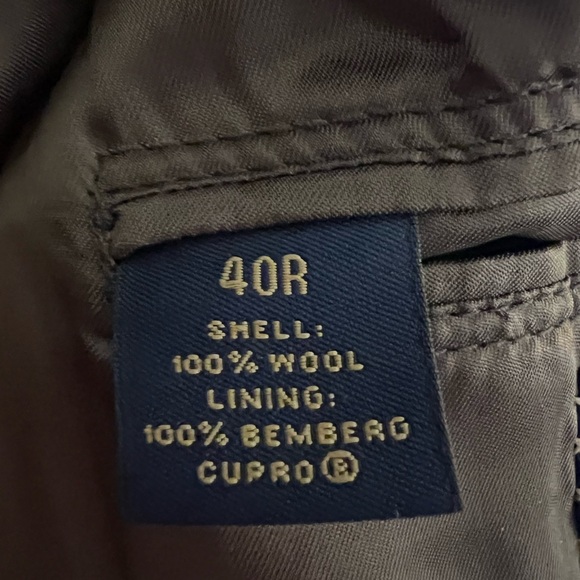 40R
SHELL:
100% WOOL
LINING:
100% BEMBERG
CUPRO Ⓑ